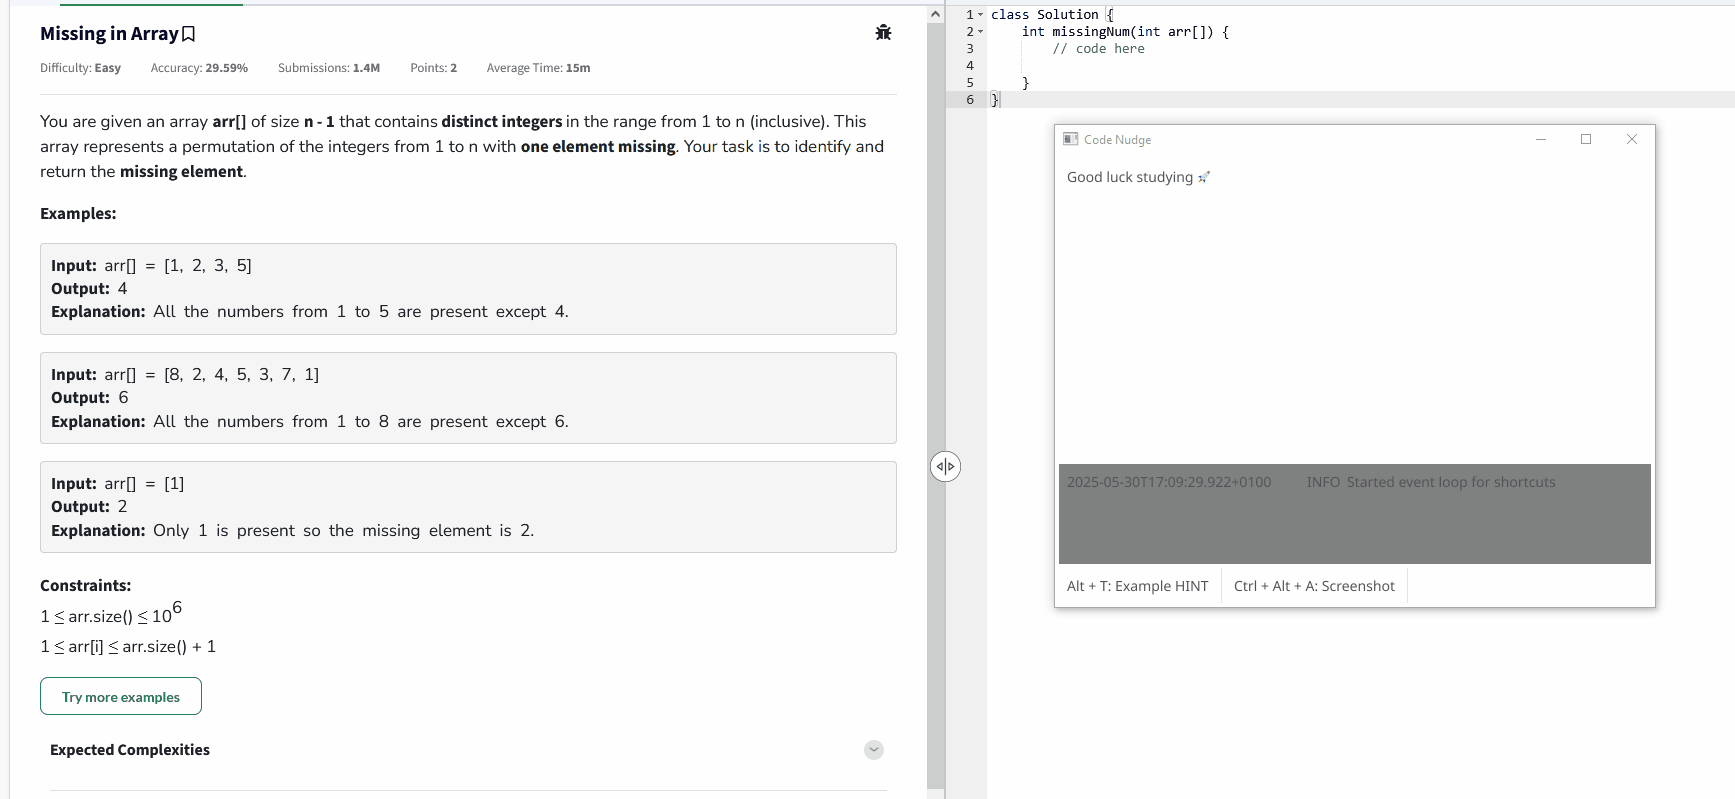 Missing in Array
Difficulty: Easy Accuracy: 29.59% Submissions: 1.4M Points: 2 Average Time: 15m
You are given an array arr[] of size n - 1 that contains distinct integers in the range from 1 to n (inclusive). This
array represents a permutation of the integers from 1 to n with one element missing. Your task is to identify and
return the missing element.
Examples:
Input: arr[] = [1, 2, 3, 5]
Output: 4
Explanation: All the numbers from 1 to 5 are present except 4.
Input: arr[] = [8, 2, 4, 5, 3, 7, 1]
Output: 6
Explanation: All the numbers from 1 to 8 are present except 6.
Input: arr[] = [1]
Output: 2
Explanation: Only 1 is present so the missing element is 2.
Constraints:
1 ≤ arr.size() ≤ 10⁶
1 ≤ arr[i] ≤ arr.size() + 1
Try more examples
Expected Complexities
1 class Solution {
2 int missingNum(int arr[]) {
3 // code here
4
5 }
6 }
Code Nudge
Good luck studying 🚀
2025-05-30T17:09:29.922+0100 INFO Started event loop for shortcuts
Alt + T: Example HINT Ctrl + Alt + A: Screenshot